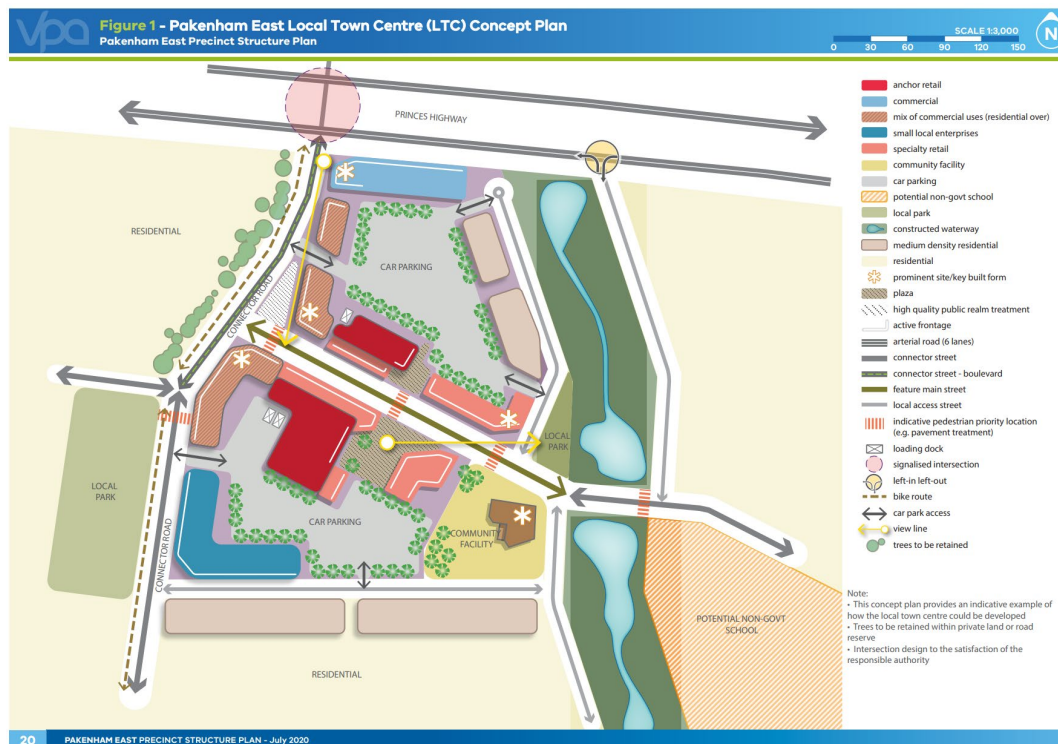 vpa
Figure 1 - Pakenham East Local Town Centre (LTC) Concept Plan
Pakenham East Precinct Structure Plan
SCALE 1:3,000
0 30 60 90 120 150
N
PRINCES HIGHWAY
RESIDENTIAL
CAR PARKING
CONNECTOR ROAD
LOCAL
PARK
LOCAL
PARK
CAR PARKING
COMMUNITY
FACILITY
CONNECTOR ROAD
POTENTIAL NON-GOVT
SCHOOL
RESIDENTIAL
anchor retail
commercial
mix of commercial uses (residential over)
small local enterprises
specialty retail
community facility
car parking
potential non-govt school
local park
constructed waterway
medium density residential
residential
prominent site/key built form
plaza
high quality public realm treatment
active frontage
arterial road (6 lanes)
connector street
connector street - boulevard
feature main street
local access street
indicative pedestrian priority location
(e.g. pavement treatment)
loading dock
signalised intersection
left-in left-out
bike route
car park access
view line
trees to be retained
Note:
• This concept plan provides an indicative example of
how the local town centre could be developed
• Trees to be retained within private land or road
reserve
• Intersection design to the satisfaction of the
responsible authority
20 PAKENHAM EAST PRECINCT STRUCTURE PLAN - July 2020